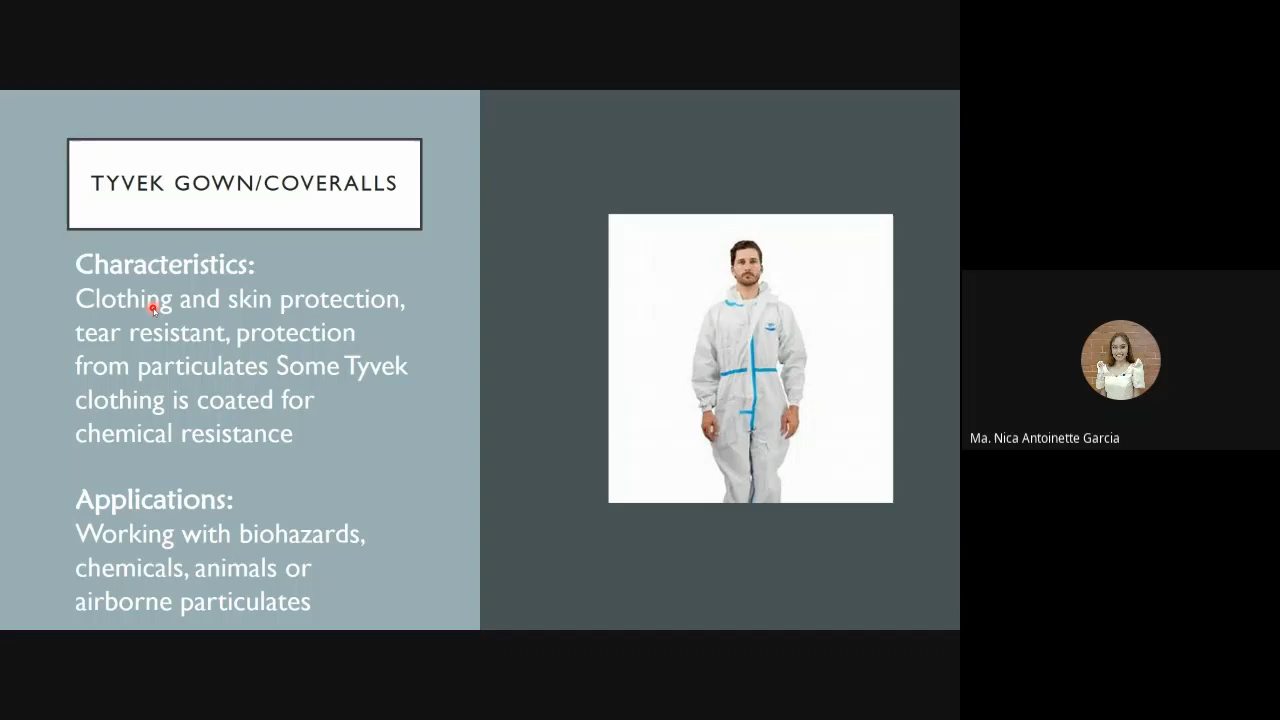 TYVEK GOWN/COVERALLS
Characteristics:
Clothing and skin protection,
tear resistant, protection
from particulates Some Tyvek
clothing is coated for
chemical resistance
Applications:
Working with biohazards,
chemicals, animals or
airborne particulates
Ma. Nica Antoinette Garcia